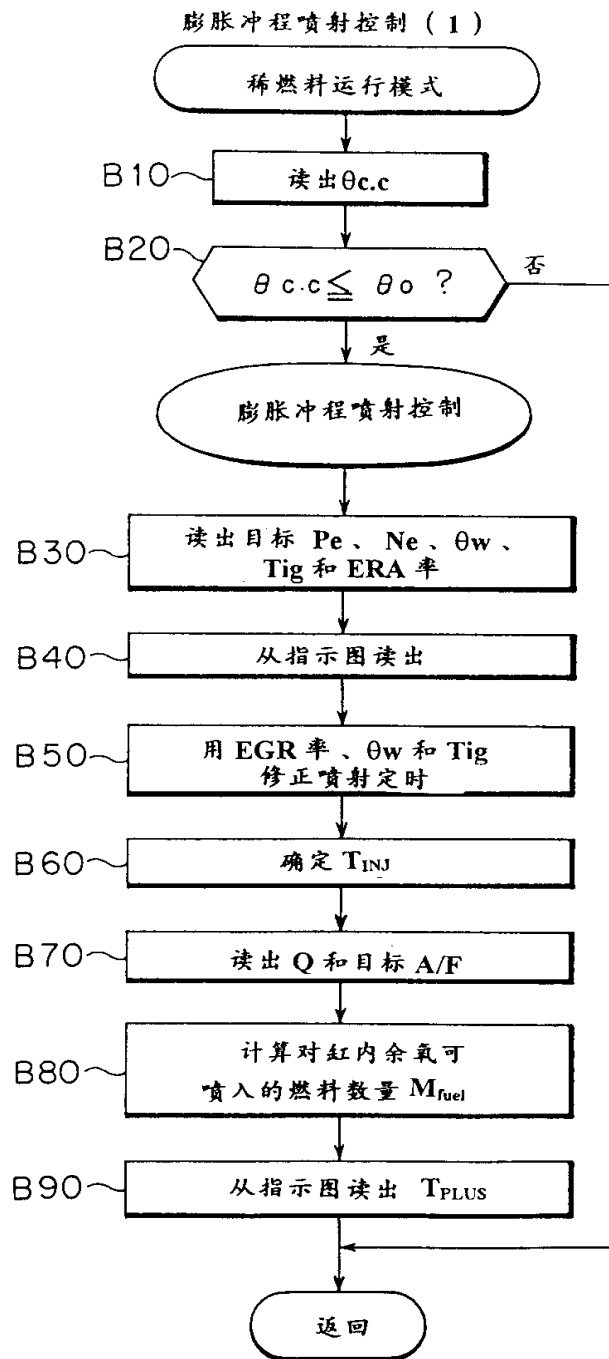 膨胀冲程喷射控制 (1)
稀燃料运行模式
B10
读出θc.c
B20
θc.c≦ θo ?
否
是
膨胀冲程喷射控制
B30
读出目标 Pe、Ne、θw、
Tig 和 ERA 率
B40
从指示图读出
B50
用 EGR 率、θw 和 Tig
修正喷射定时
B60
确定 TINJ
B70
读出 Q 和目标 A/F
B80
计算对缸内余氧可
喷入的燃料数量 Mfuel
B90
从指示图读出 TPLUS
返回